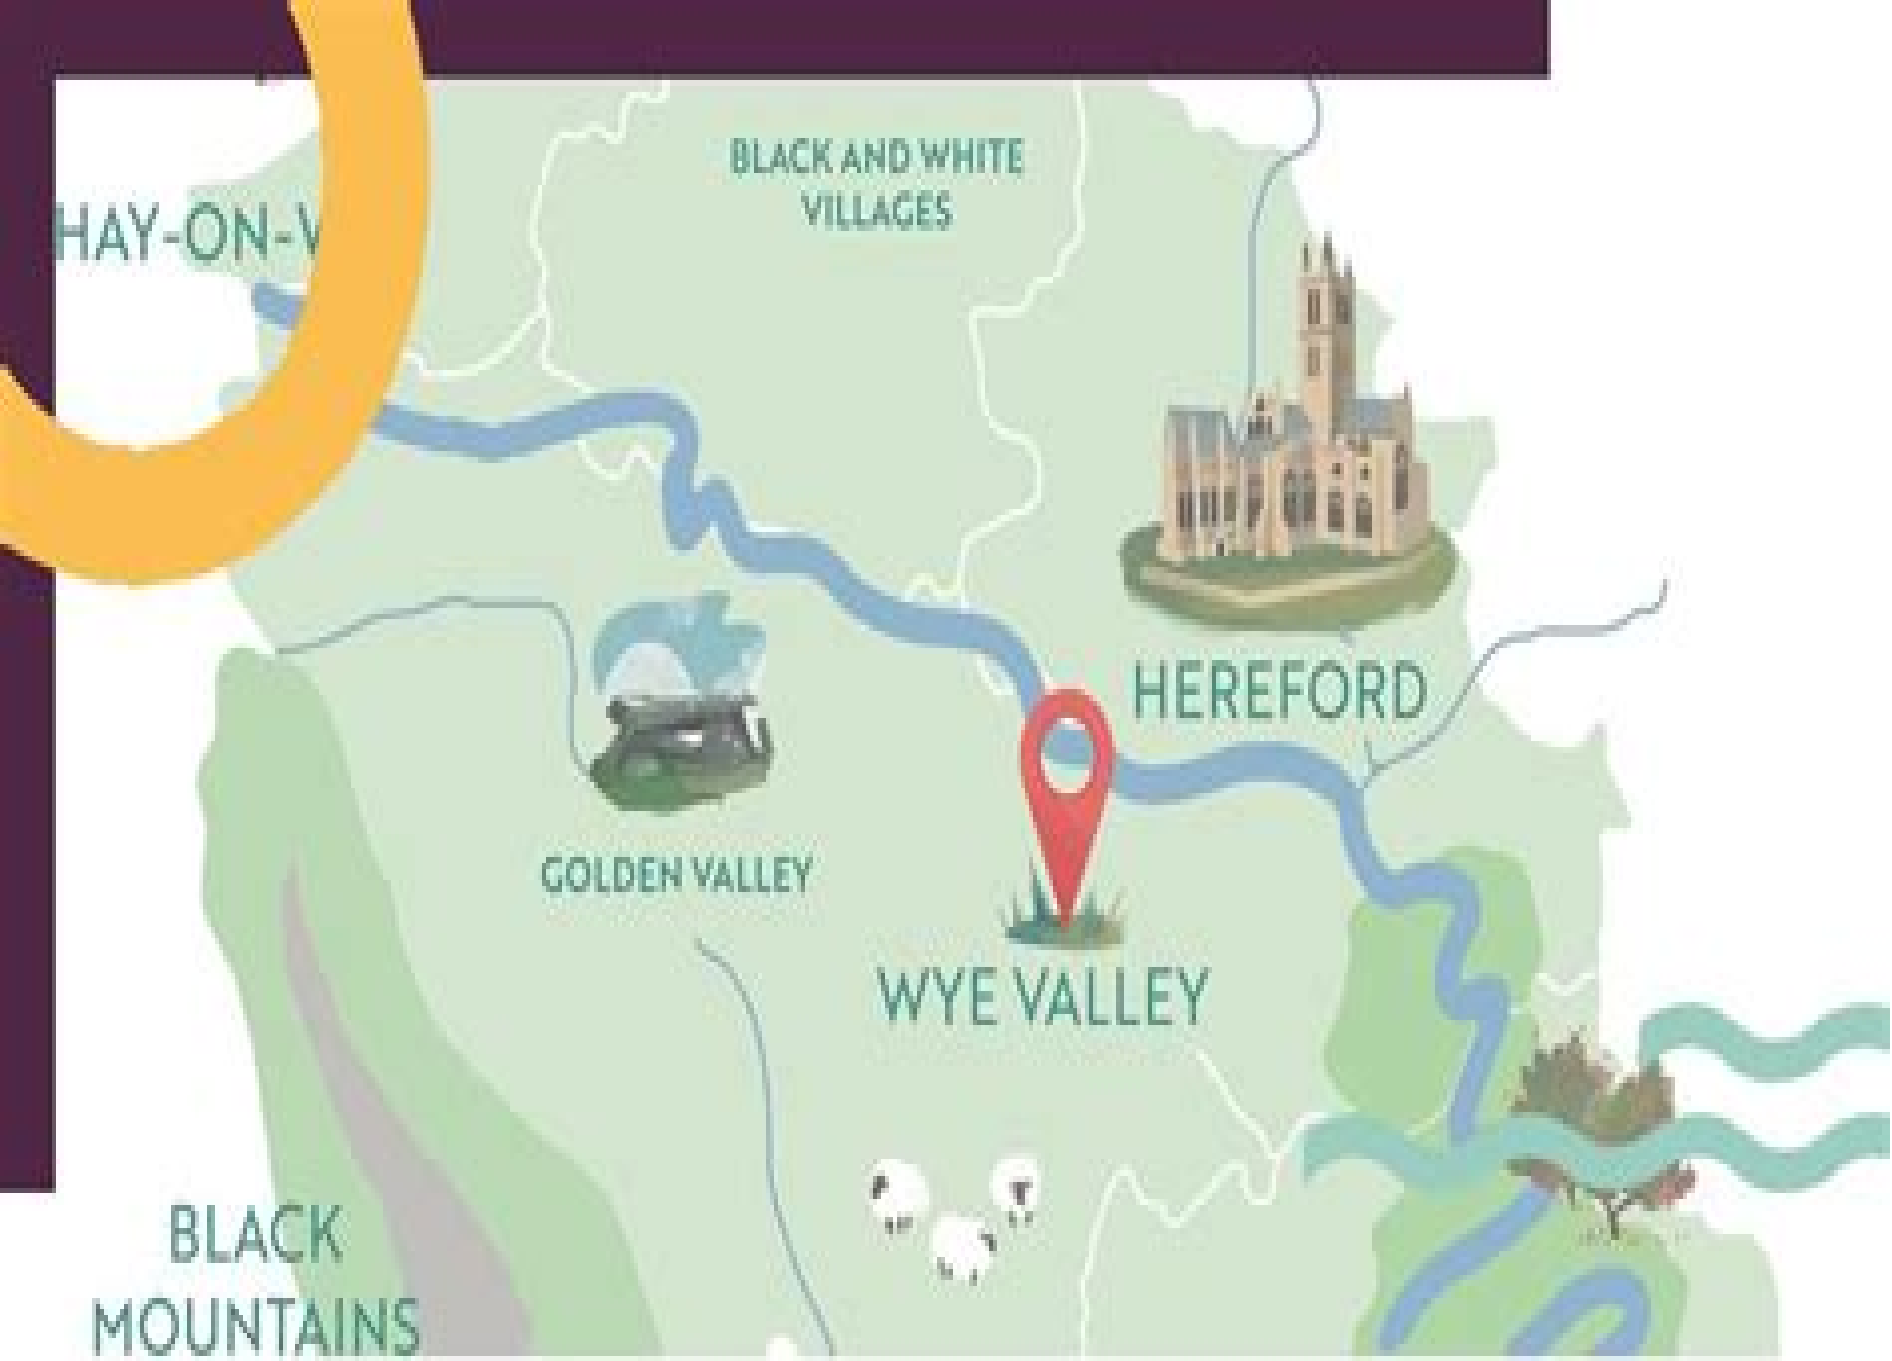 BLACK AND WHITE
VILLAGES
HAY-ON-
HEREFORD
GOLDEN VALLEY
WYE VALLEY
BLACK
MOUNTAINS